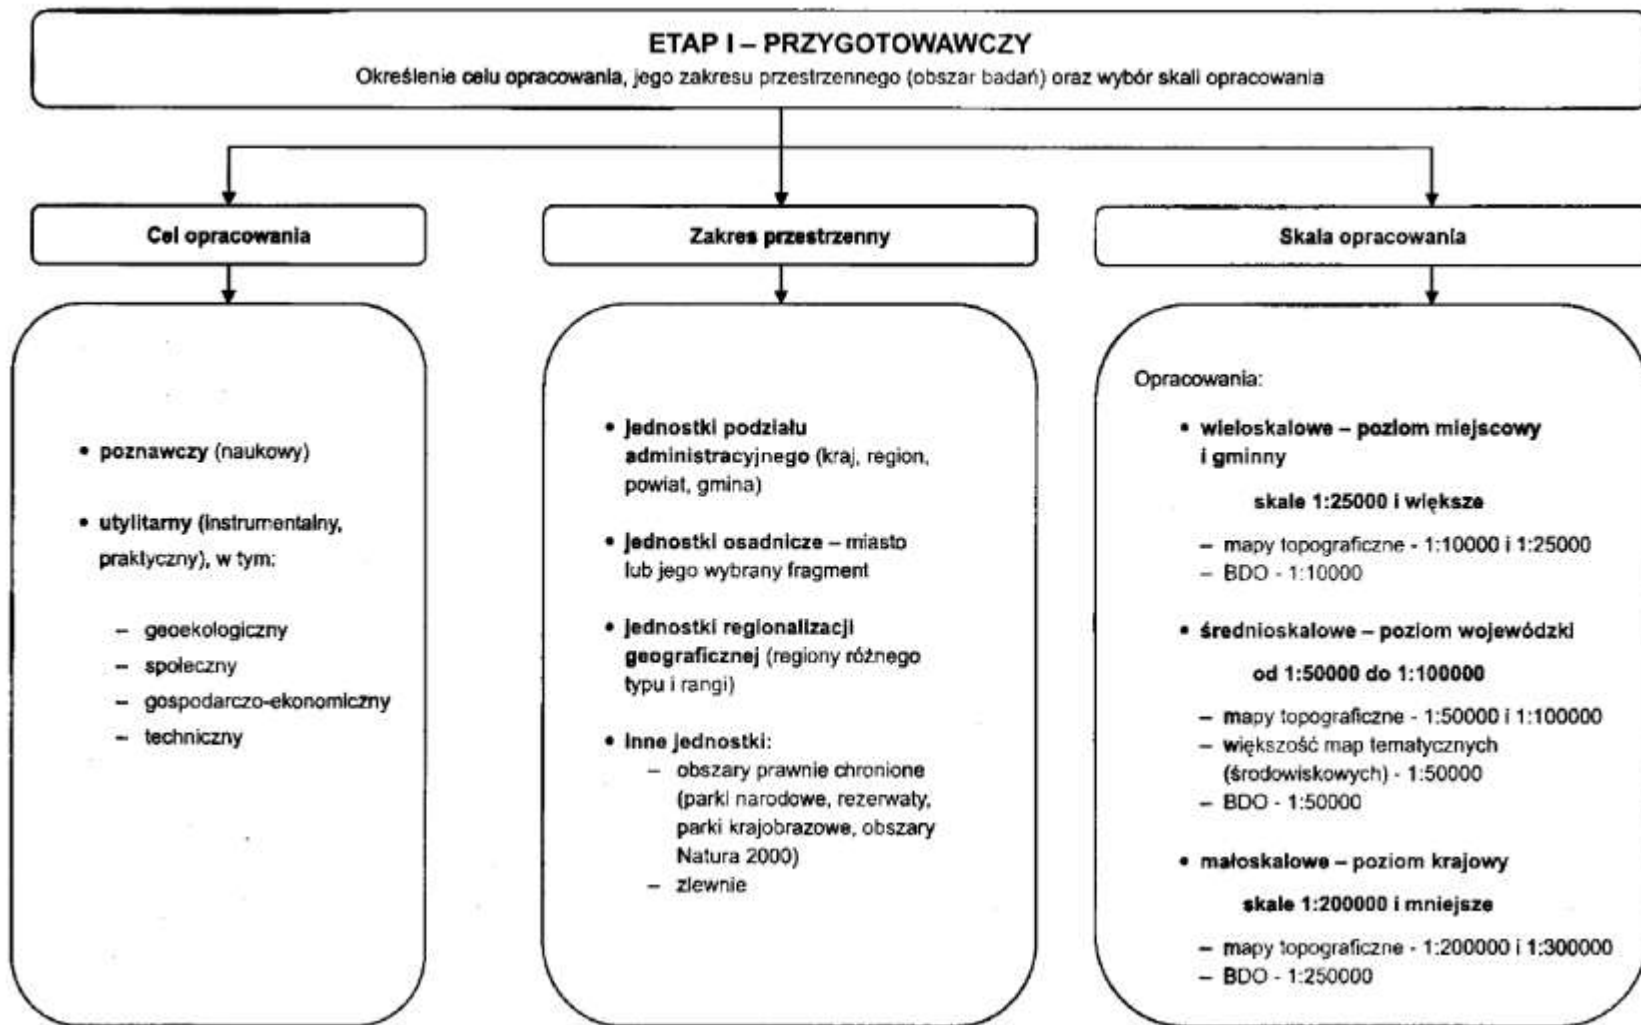 ETAP I – PRZYGOTOWAWCZY
Określenie celu opracowania, jego zakresu przestrzennego (obszar badań) oraz wybór skali opracowania
Cel opracowania
• poznawczy (naukowy)
• utylitarny (instrumentalny,
praktyczny), w tym:
– geoekologiczny
– społeczny
– gospodarczo-ekonomiczny
– techniczny
Zakres przestrzenny
• jednostki podziału
administracyjnego (kraj, region,
powiat, gmina)
• jednostki osadnicze – miasto
lub jego wybrany fragment
• jednostki regionalizacji
geograficznej (regiony różnego
typu i rangi)
• inne jednostki:
– obszary prawnie chronione
(parki narodowe, rezerwaty,
parki krajobrazowe, obszary
Natura 2000)
– zlewnie
Skala opracowania
Opracowania:
• wieloskalowe – poziom miejscowy
i gminny
skale 1:25000 i większe
– mapy topograficzne - 1:10000 i 1:25000
– BDO - 1:10000
• średnioskalowe – poziom wojewódzki
od 1:50000 do 1:100000
– mapy topograficzne - 1:50000 i 1:100000
– większość map tematycznych
(środowiskowych) - 1:50000
– BDO - 1:50000
• małoskalowe – poziom krajowy
skale 1:200000 i mniejsze
– mapy topograficzne - 1:200000 i 1:300000
– BDO - 1:250000